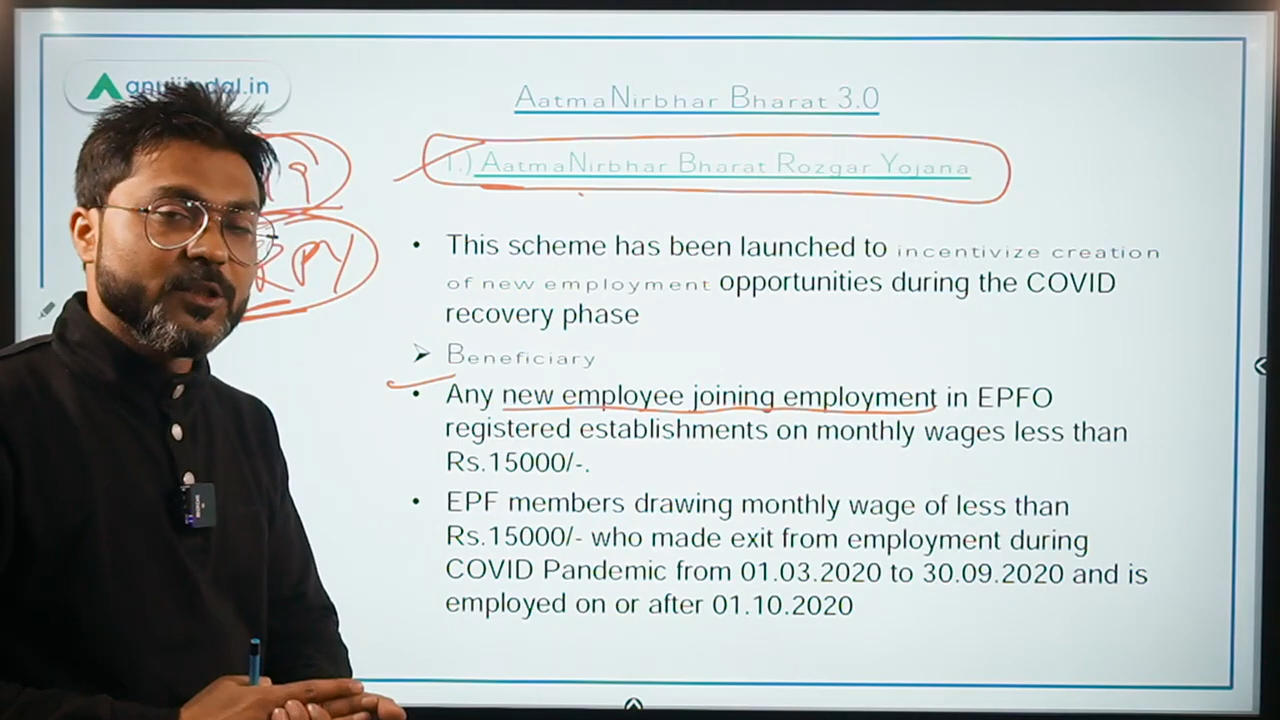 anujjindal.in
AatmaNirbhar Bharat 3.0
1.) AatmaNirbhar Bharat Rozgar Yojana
RPY
• This scheme has been launched to incentivize creation
of new employment opportunities during the COVID
recovery phase
➤ Beneficiary
• Any new employee joining employment in EPFO
registered establishments on monthly wages less than
Rs.15000/-.
• EPF members drawing monthly wage of less than
Rs.15000/- who made exit from employment during
COVID Pandemic from 01.03.2020 to 30.09.2020 and is
employed on or after 01.10.2020